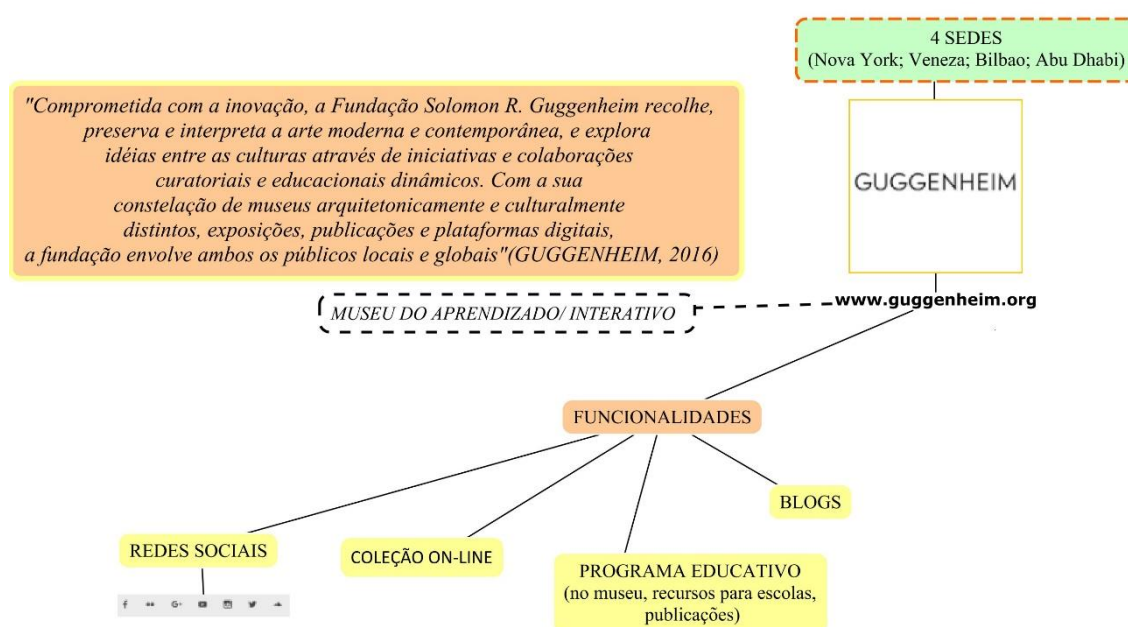 4 SEDES
(Nova York; Veneza; Bilbao; Abu Dhabi)
"Comprometida com a inovação, a Fundação Solomon R. Guggenheim recolhe,
preserva e interpreta a arte moderna e contemporânea, e explora
idéias entre as culturas através de iniciativas e colaborações
curatoriais e educacionais dinâmicos. Com a sua
constelação de museus arquitetonicamente e culturalmente
distintos, exposições, publicações e plataformas digitais,
a fundação envolve ambos os públicos locais e globais"(GUGGENHEIM, 2016)
GUGGENHEIM
www.guggenheim.org
MUSEU DO APRENDIZADO/ INTERATIVO
FUNCIONALIDADES
BLOGS
REDES SOCIAIS
COLEÇÃO ON-LINE
PROGRAMA EDUCATIVO
(no museu, recursos para escolas,
publicações)